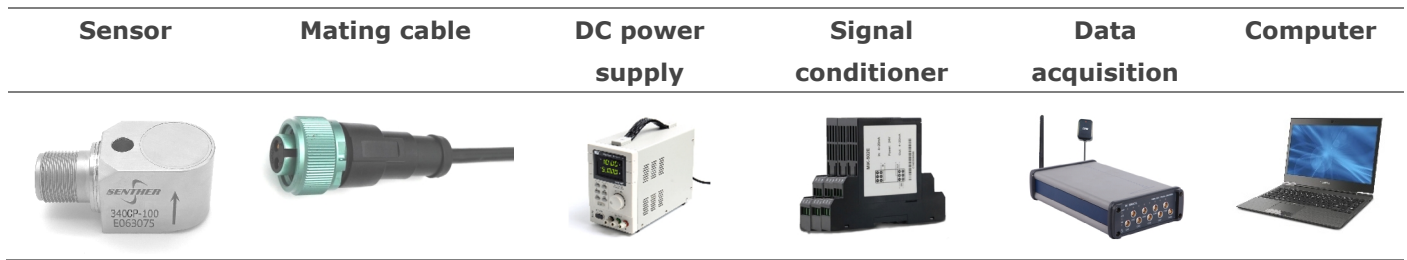 Sensor
Mating cable
DC power
supply
Signal
conditioner
Data
acquisition
Computer
SENTHER
340CP-100
E063075